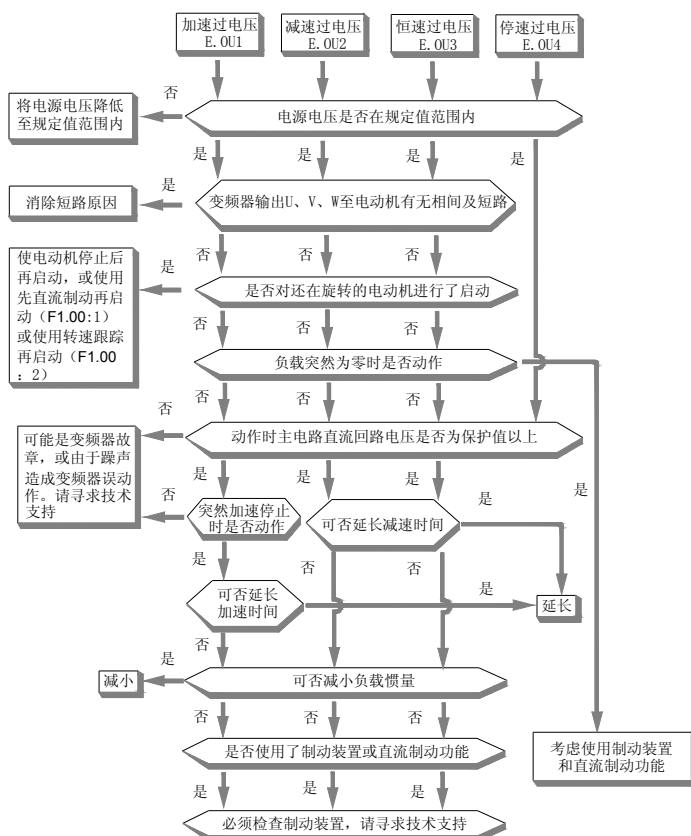 加速过电压
E.OU1
减速过电压
E.OU2
恒速过电压
E.OU3
停速过电压
E.OU4
否
将电源电压降低
至规定值范围内
电源电压是否在规定值范围内
是
是
是
是
是
消除短路原因
变频器输出U、V、W至电动机有无相间及短路
否
否
否
使电动机停止后
再启动，或使用
先直流制动再启
动（F1.00:1）
或使用转速跟踪
再启动（F1.00
：2）
是
是否对还在旋转的电动机进行了启动
否
否
否
负载突然为零时是否动作
否
否
否
否
动作时主电路直流回路电压是否为保护值以上
可能是变频器故
章，或由于躁声
造成变频器误动
作。请寻求技术
支持
是
是
是
是
是
否
突然加速停止
时是否动作
可否延长减速时间
是
否
否
可否延长
加速时间
是
延长
否
是
减小
可否减小负载惯量
否
否
否
是否使用了制动装置或直流制动功能
考虑使用制动装置
和直流制动功能
是
是
是
必须检查制动装置，请寻求技术支持